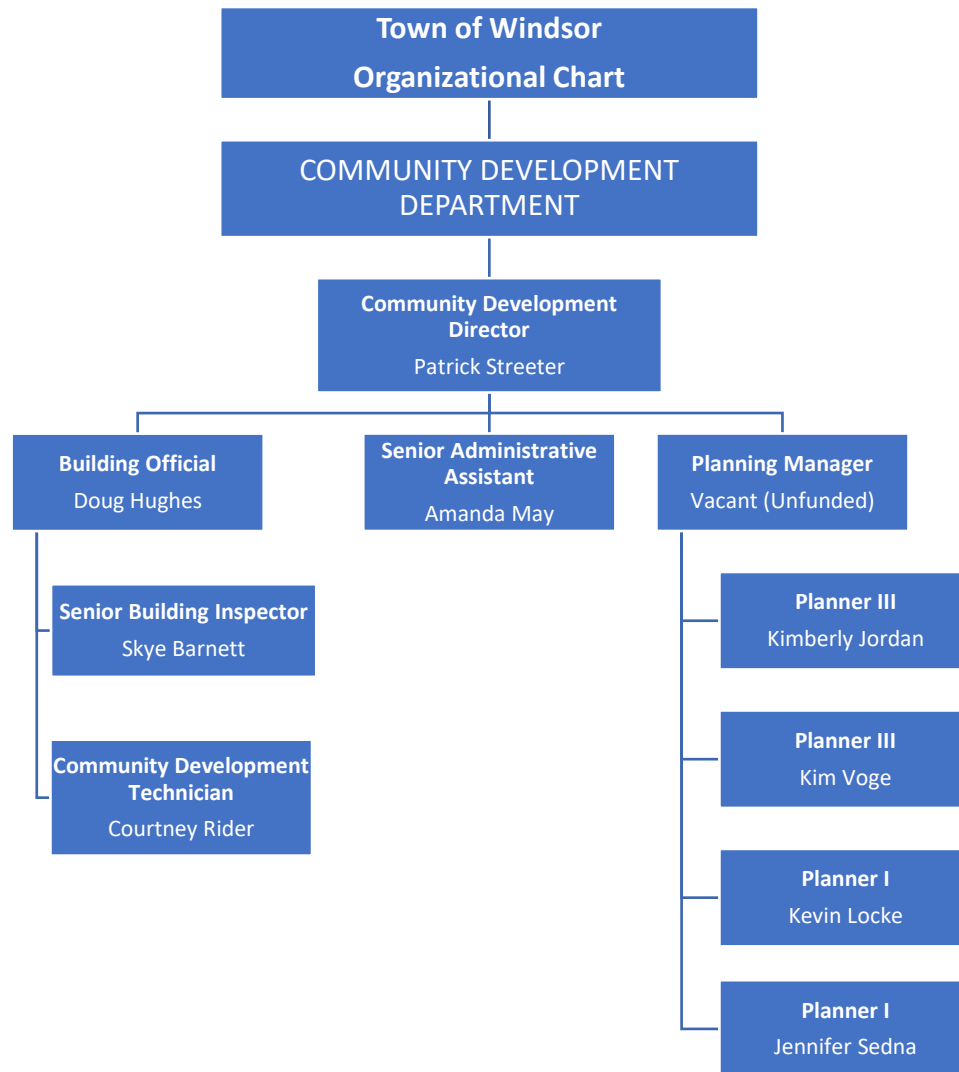 Town of Windsor
Organizational Chart
COMMUNITY DEVELOPMENT
DEPARTMENT
Community Development
Director
Patrick Streeter
Building Official
Doug Hughes
Senior Administrative
Assistant
Amanda May
Planning Manager
Vacant (Unfunded)
Senior Building Inspector
Skye Barnett
Community Development
Technician
Courtney Rider
Planner III
Kimberly Jordan
Planner III
Kim Voge
Planner I
Kevin Locke
Planner I
Jennifer Sedna